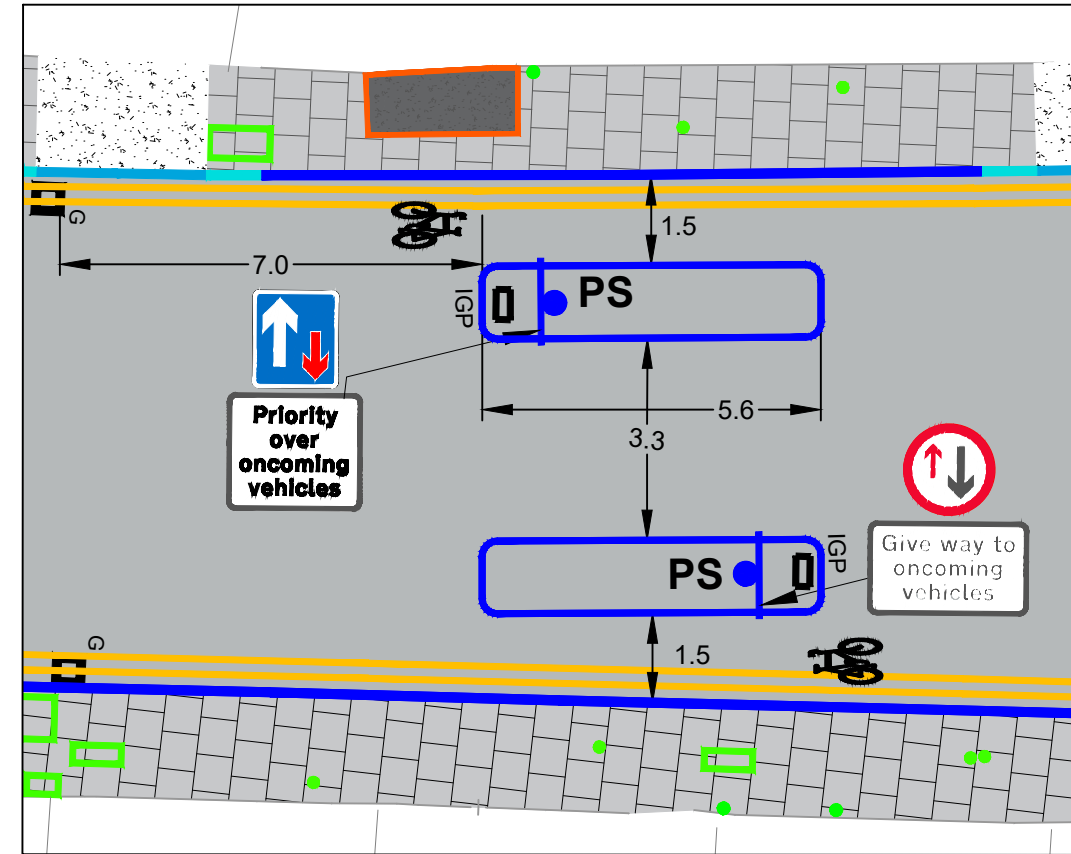 G
1.5
7.0
IGP
PS
Priority
over
oncoming
vehicles
5.6
3.3
PS
IGP
Give way to
oncoming
vehicles
G
1.5